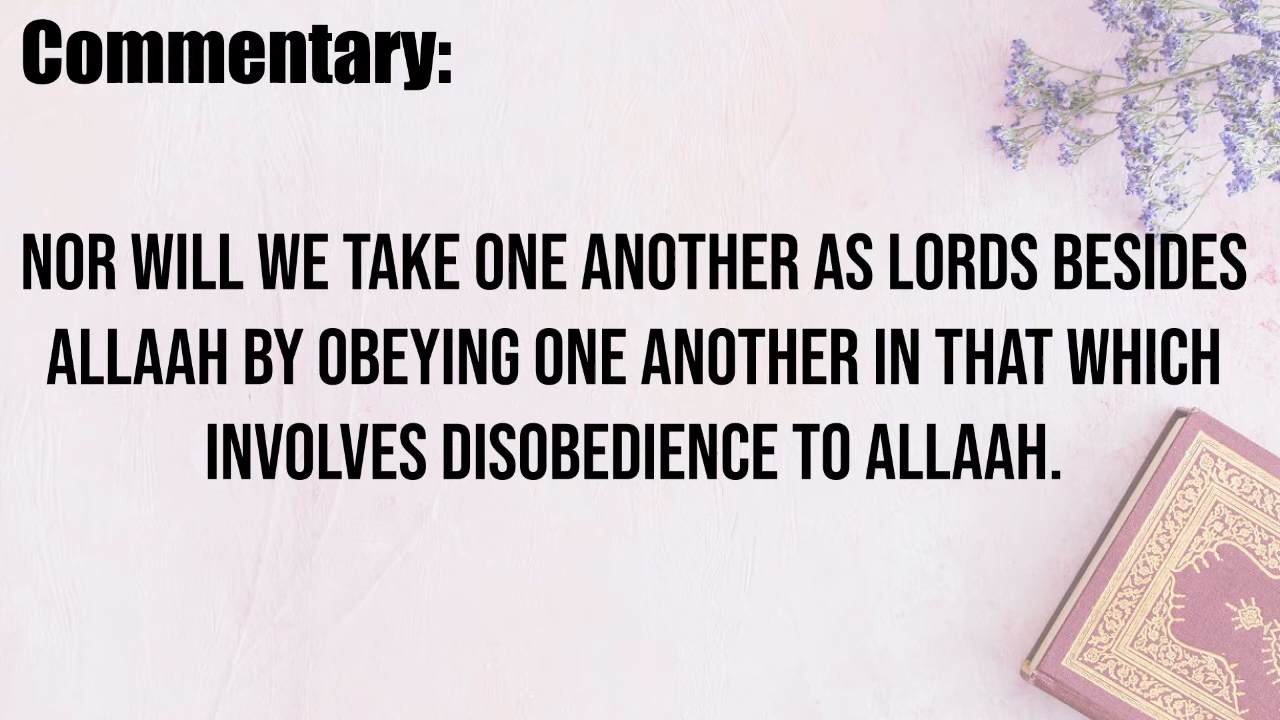 Commentary:
NOR WILL WE TAKE ONE ANOTHER AS LORDS BESIDES
ALLAAH BY OBEYING ONE ANOTHER IN THAT WHICH
INVOLVES DISOBEDIENCE TO ALLAAH.